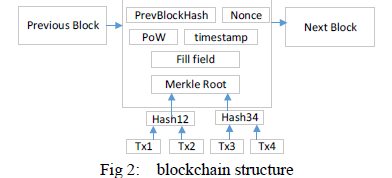 PrevBlockHash Nonce
Previous Block
Next Block
PoW timestamp
Fill field
Merkle Root
Hash12 Hash34
Tx1 Tx2 Tx3 Tx4
Fig 2: blockchain structure